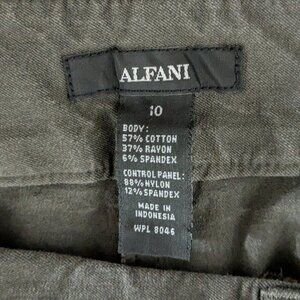 ALFANI
10
BODY:
57% COTTON
37% RAYON
6% SPANDEX
CONTROL PANEL:
88% NYLON
12% SPANDEX
MADE IN
INDONESIA
WPL 8046